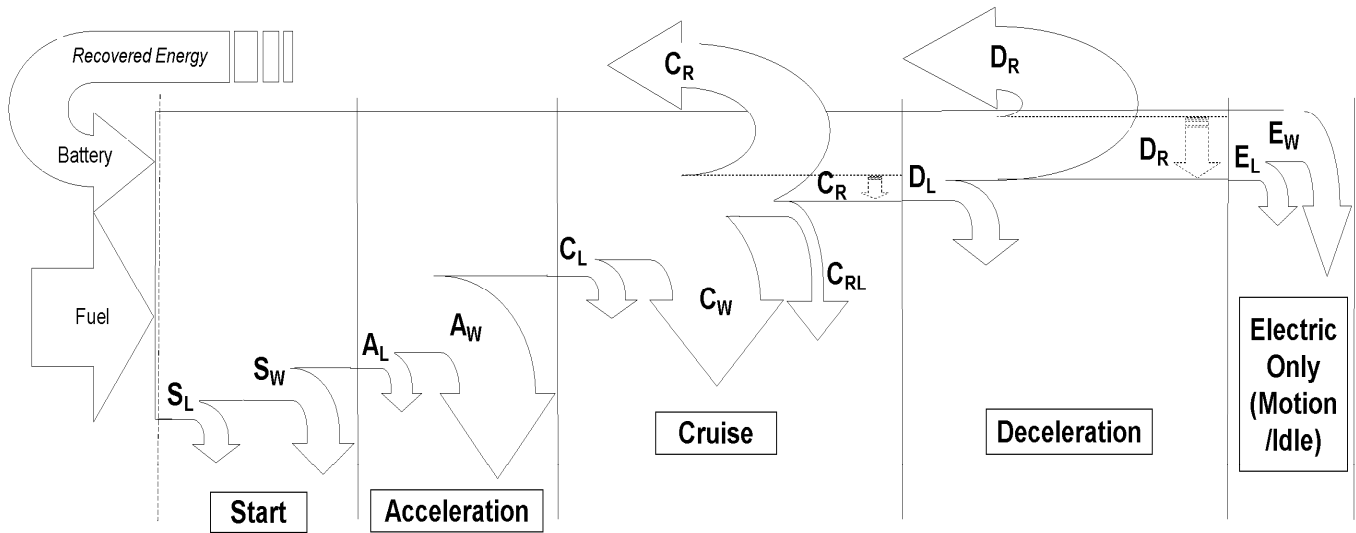 Recovered Energy
Battery
Fuel
S_L
S_W
Start
A_L
A_W
Acceleration
C_R
C_L
C_W
C_R
C_RL
Cruise
D_R
D_L
D_R
Deceleration
E_L
E_W
Electric
Only
(Motion
/Idle)